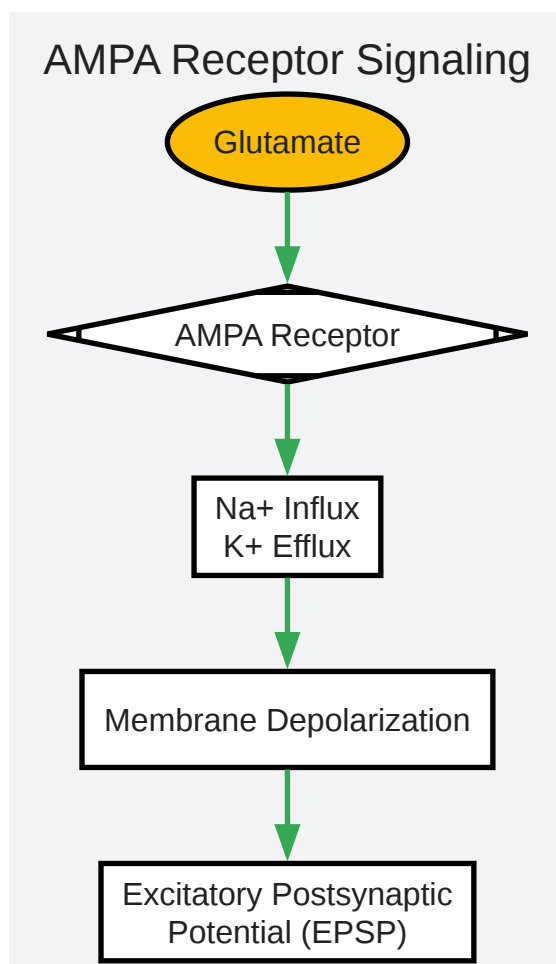 AMPA Receptor Signaling
Glutamate
AMPA Receptor
Na+ Influx
K+ Efflux
Membrane Depolarization
Excitatory Postsynaptic
Potential (EPSP)